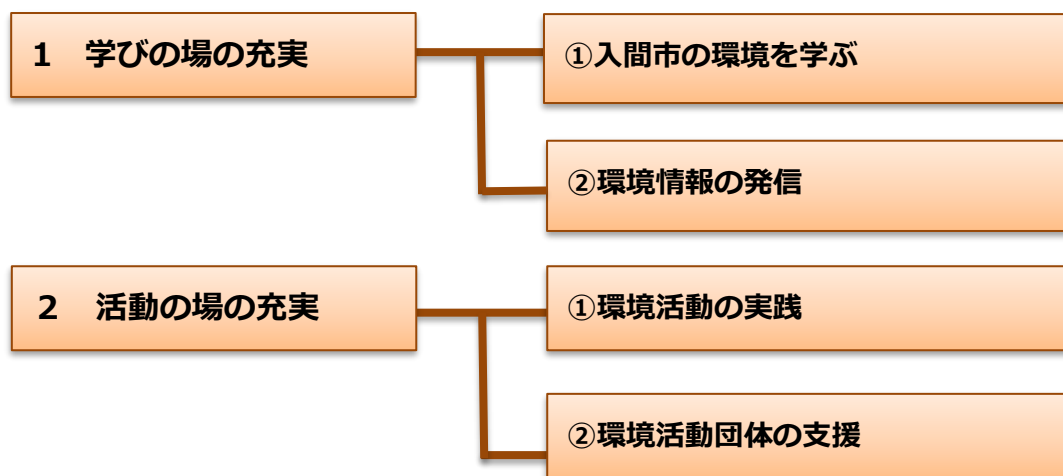 1 学びの場の充実
①入間市の環境を学ぶ
②環境情報の発信
2 活動の場の充実
①環境活動の実践
②環境活動団体の支援